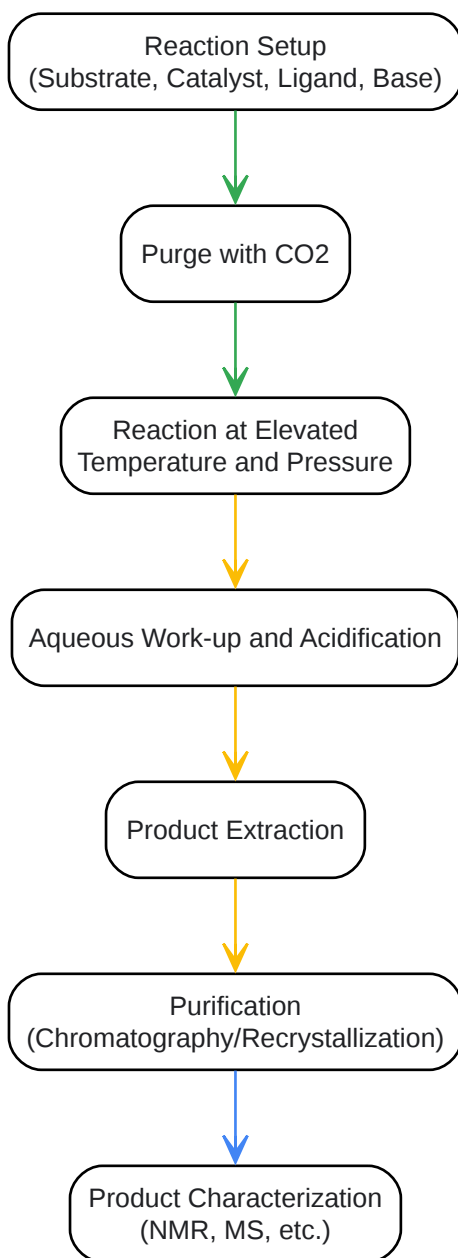 Reaction Setup
(Substrate, Catalyst, Ligand, Base)
Purge with CO2
Reaction at Elevated
Temperature and Pressure
Aqueous Work-up and Acidification
Product Extraction
Purification
(Chromatography/Recrystallization)
Product Characterization
(NMR, MS, etc.)